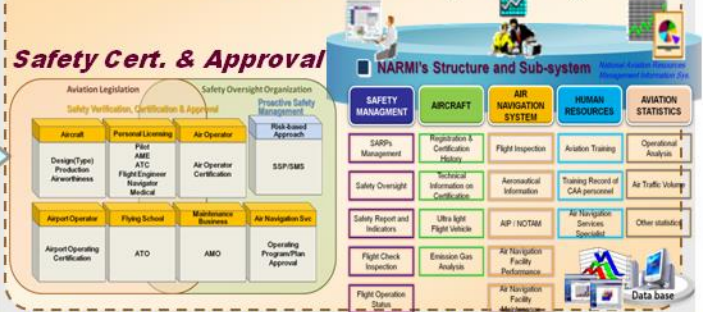 Safety Cert. & Approval
Aviation Legislation
Safety Oversight Organization
Safety Verification, Certification & Approval
Proactive Safety
Management
Aircraft
Design(Type)
Production
Airworthiness
Personal Licensing
Pilot
AME
ATC
Flight Engineer
Navigator
Medical
Air Operator
Air Operator
Certification
Risk-based
Approach
SSP/SMS
Airport Operator
Airport Operating
Certification
Flying School
ATO
Maintenance
Business
AMO
Air Navigation Svc
Operating
Program/Plan
Approval
NARMI's Structure and Sub-system
National Aviation Resources
Management Information Sys.
SAFETY
MANAGMENT
SARPs
Management
Safety Oversight
Safety Report and
Indicators
Flight Check
Inspection
Flight Operation
Status
AIRCRAFT
Registration &
Certification
History
Technical
Information on
Certification
Ultra light
Flight Vehicle
Emission Gas
Analysis
AIR
NAVIGATION
SYSTEM
Flight Inspection
Aeronautical
Information
AIP / NOTAM
Air Navigation
Facility
Performance
Air Navigation
Facility
HUMAN
RESOURCES
Aviation Training
Training Record of
CAA personnel
Air Navigation
Services
Specialist
AVIATION
STATISTICS
Operational
Analysis
Air Traffic Volume
Other statistics
Data base